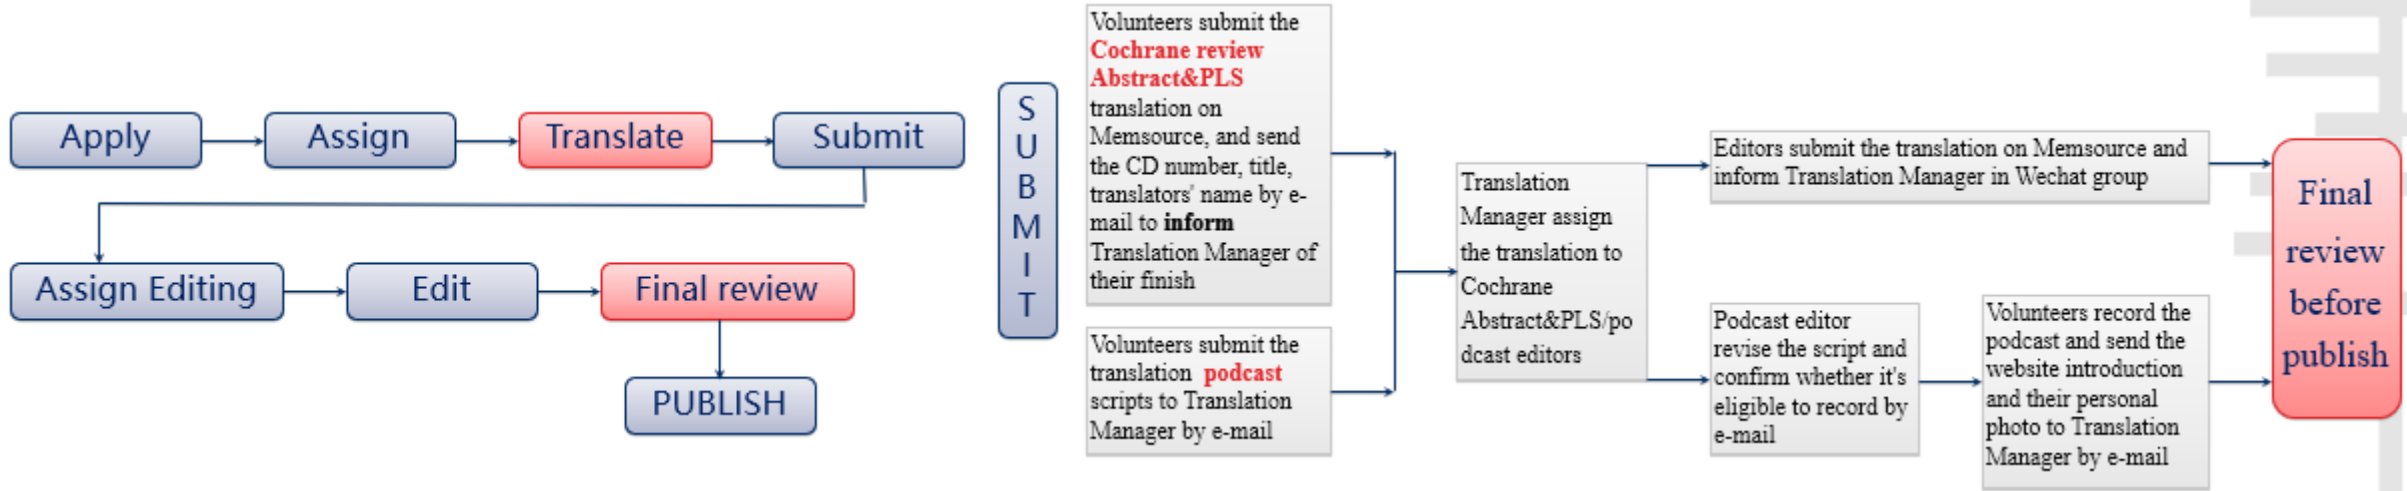 Apply
Assign
Translate
Submit
Assign Editing
Edit
Final review
PUBLISH
S
U
B
M
I
T
Volunteers submit the
Cochrane review
Abstract&PLS
translation on
Memsource, and send
the CD number, title,
translators' name by e-
mail to inform
Translation Manager of
their finish
Volunteers submit the
translation podcast
scripts to Translation
Manager by e-mail
Translation
Manager assign
the translation to
Cochrane
Abstract&PLS/po
dcast editors
Editors submit the translation on Memsource and
inform Translation Manager in Wechat group
Podcast editor
revise the script and
confirm whether it's
eligible to record by
e-mail
Volunteers record the
podcast and send the
website introduction
and their personal
photo to Translation
Manager by e-mail
Final
review
before
publish